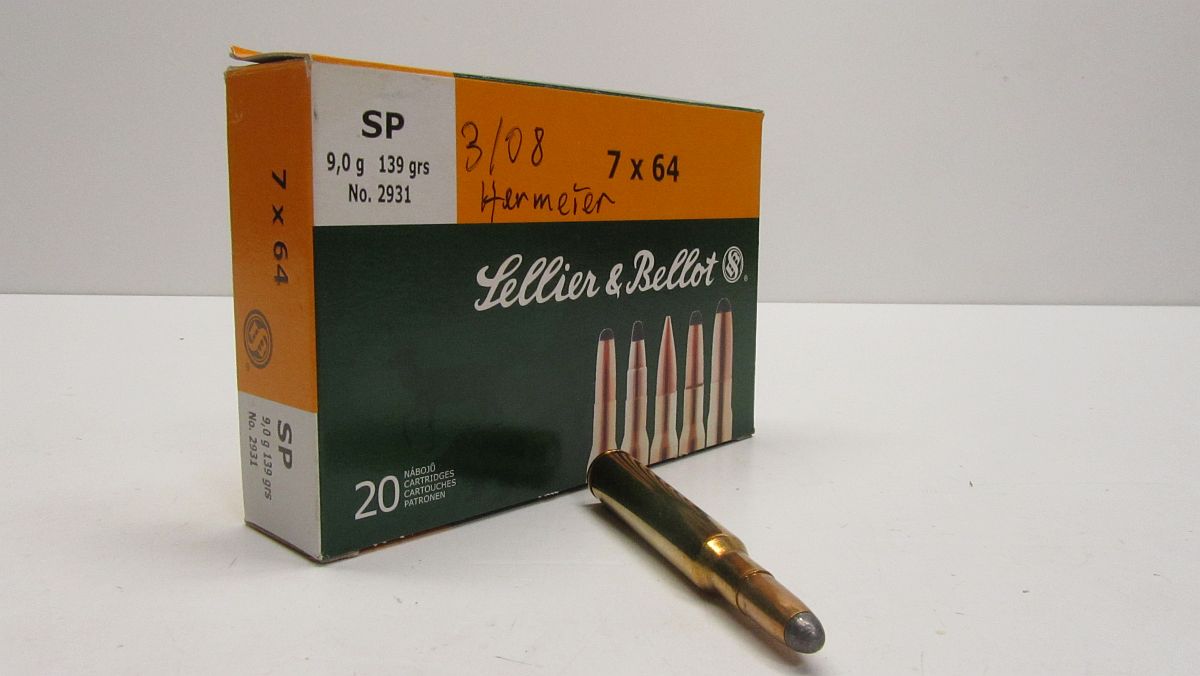 SP
9,0 g 139 grs
No. 2931
3/08
Hermeier
7 x 64
Sellier & Bellot
®
20
NÁBOJŮ
CARTRIDGES
CARTOUCHES
PATRONEN
7 x 64
SP
9,0 g 139 grs
No. 2931